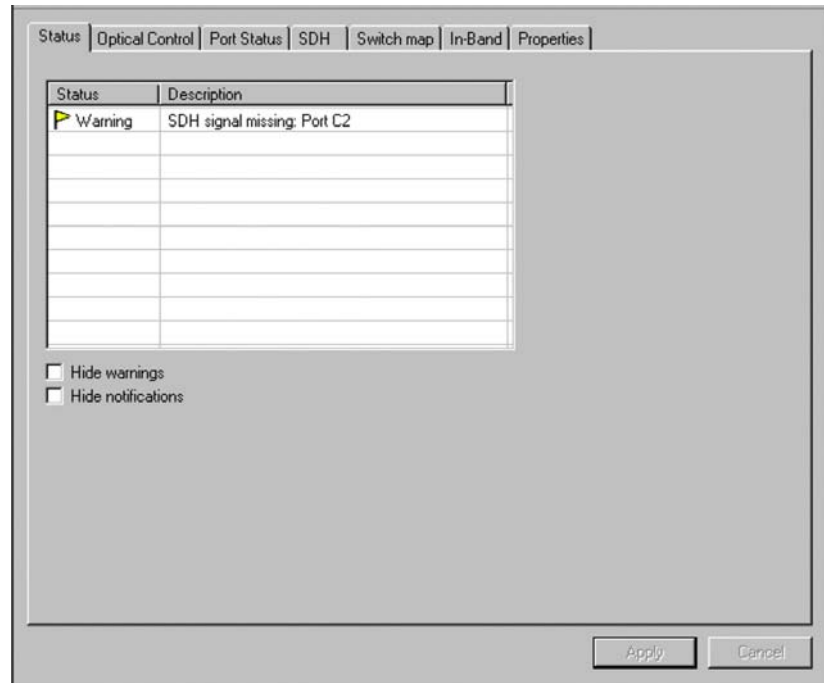 Status Optical Control Port Status SDH Switch map In-Band Properties
Status Description
Warning SDH signal missing: Port C2
Hide warnings
Hide notifications
Apply Cancel